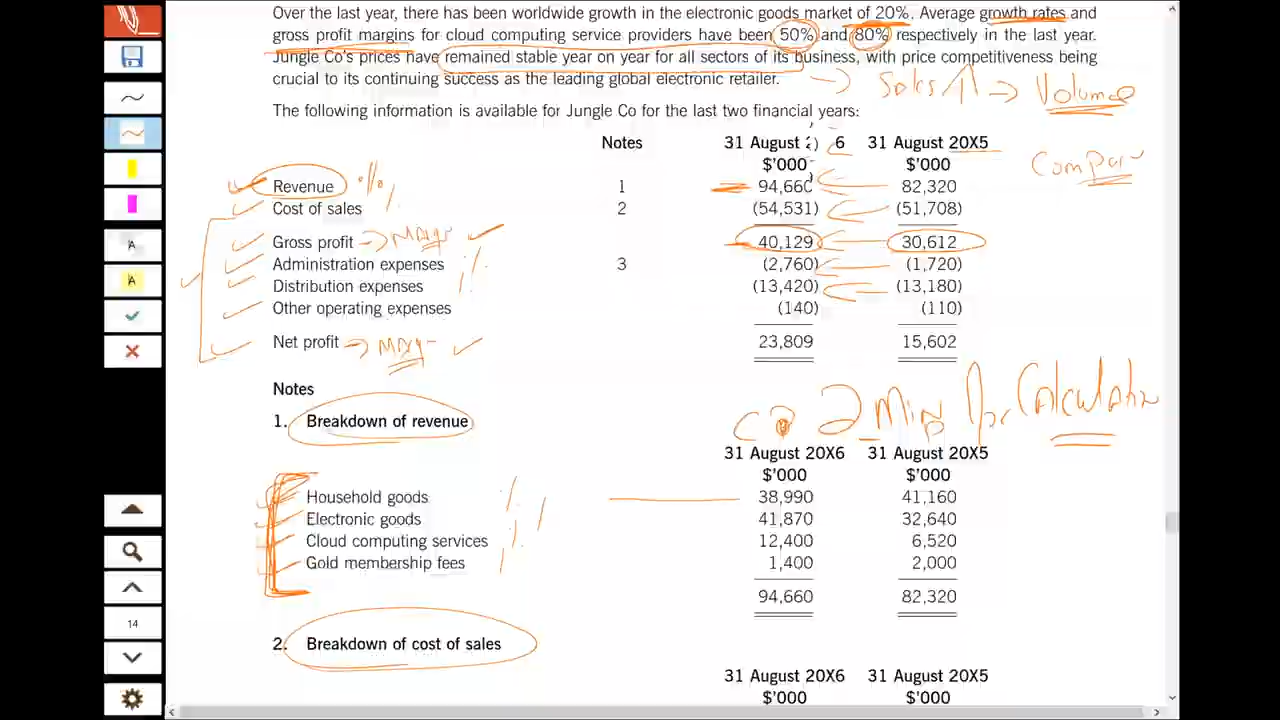 Over the last year, there has been worldwide growth in the electronic goods market of 20%. Average growth rates and
gross profit margins for cloud computing service providers have been 50% and 80% respectively in the last year.
Jungle Co's prices have remained stable year on year for all sectors of its business, with price competitiveness being
crucial to its continuing success as the leading global electronic retailer.
Sales Volumes
The following information is available for Jungle Co for the last two financial years:
Notes 31 August 6 31 August 20X5
$'000 $'000
Compar
Revenue % 1 94,660 82,320
Cost of sales 2 (54,531) (51,708)
Gross profit 40,129 30,612
Administration expenses 3 (2,760) (1,720)
Distribution expenses (13,420) (13,180)
Other operating expenses (140) (110)
Net profit 23,809 15,602
Notes
1. Breakdown of revenue
2 Min for Calculation
31 August 20X6 31 August 20X5
$'000 $'000
Household goods 38,990 41,160
Electronic goods 41,870 32,640
Cloud computing services 12,400 6,520
Gold membership fees 1,400 2,000
94,660 82,320
2. Breakdown of cost of sales
31 August 20X6 31 August 20X5
$'000 $'000
14